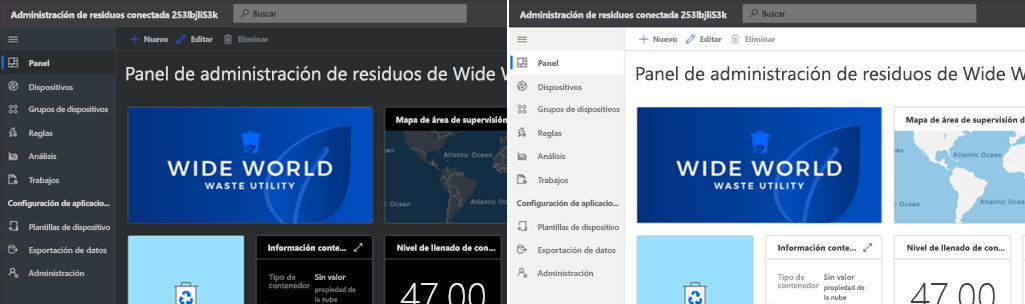 Administración de residuos conectada 253lbjliS3k
Buscar
Nuevo
Editar
Eliminar
Panel
Dispositivos
Grupos de dispositivos
Reglas
Análisis
Trabajos
Configuración de aplicacio...
Plantillas de dispositivo
Exportación de datos
Administración
Panel de administración de residuos de Wide W
WIDE WORLD
WASTE UTILITY
Mapa de área de supervisión
Atlantic Ocean
Atlantic Oc
Información conte...
Tipo de
contenedor
Sin valor
propiedad de
la nube
Nivel de llenado de con...
47.00
Administración de residuos conectada 253lbjliS3k
Buscar
Nuevo
Editar
Eliminar
Panel
Dispositivos
Grupos de dispositivos
Reglas
Análisis
Trabajos
Configuración de aplicacio...
Plantillas de dispositivo
Exportación de datos
Administración
Panel de administración de residuos de Wide W
WIDE WORLD
WASTE UTILITY
Mapa de área de supervisión d
Atlantic Ocean
Atlantic Oc
Información conte...
Tipo de
contenedor
Sin valor
propiedad de
la nube
Nivel de llenado de con...
47.00